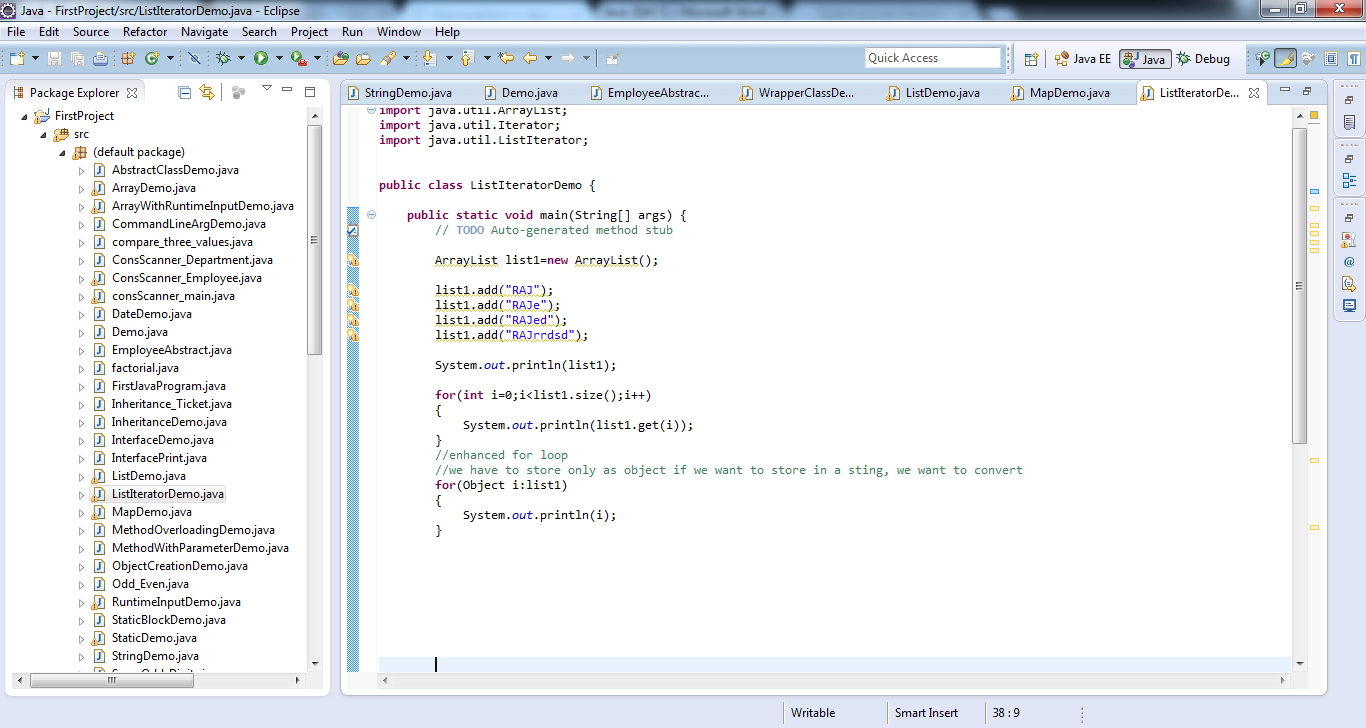 Java - FirstProject/src/ListIteratorDemo.java - Eclipse
File Edit Source Refactor Navigate Search Project Run Window Help
Quick Access
Java EE Java Debug
Package Explorer
FirstProject
src
(default package)
AbstractClassDemo.java
ArrayDemo.java
ArrayWithRuntimeInputDemo.java
CommandLineArgDemo.java
compare_three_values.java
ConsScanner_Department.java
ConsScanner_Employee.java
consScanner_main.java
DateDemo.java
Demo.java
EmployeeAbstract.java
factorial.java
FirstJavaProgram.java
Inheritance_Ticket.java
InheritanceDemo.java
InterfaceDemo.java
InterfacePrint.java
ListDemo.java
ListIteratorDemo.java
MapDemo.java
MethodOverloadingDemo.java
MethodWithParameterDemo.java
ObjectCreationDemo.java
Odd_Even.java
RuntimeInputDemo.java
StaticBlockDemo.java
StaticDemo.java
StringDemo.java
StringDemo.java Demo.java EmployeeAbstrac... WrapperClassDe... ListDemo.java MapDemo.java ListIteratorDe...
import java.util.ArrayList;
import java.util.Iterator;
import java.util.ListIterator;
public class ListIteratorDemo {
public static void main(String[] args) {
// TODO Auto-generated method stub
ArrayList list1=new ArrayList();
list1.add("RAJ");
list1.add("RAJe");
list1.add("RAJed");
list1.add("RAJrrdsd");
System.out.println(list1);
for(int i=0;i<list1.size();i++)
{
System.out.println(list1.get(i));
}
//enhanced for loop
//we have to store only as object if we want to store in a sting, we want to convert
for(Object i:list1)
{
System.out.println(i);
}
Writable Smart Insert 38 : 9